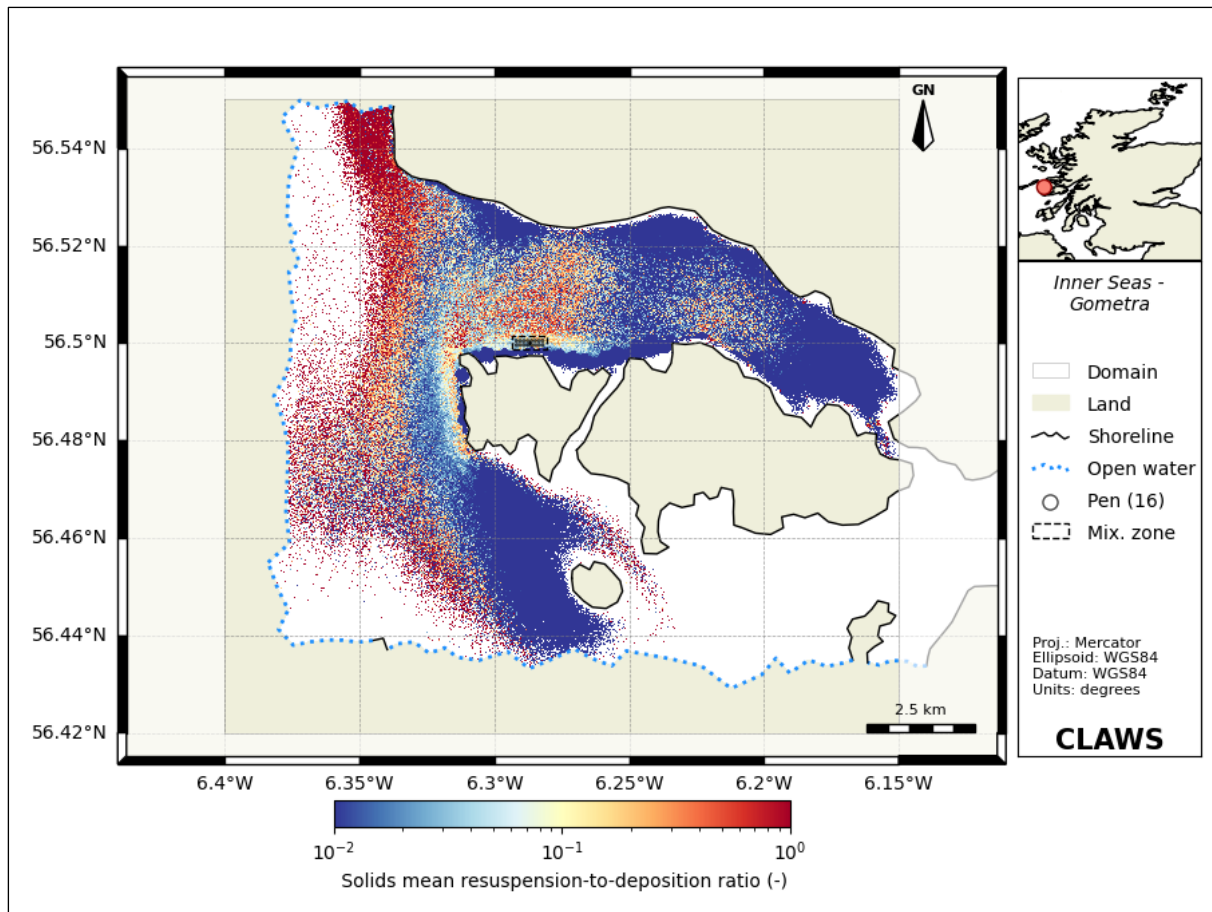 GN
56.54°N
56.52°N
56.5°N
56.48°N
56.46°N
56.44°N
56.42°N
6.4°W
6.35°W
6.3°W
6.25°W
6.2°W
6.15°W
2.5 km
10⁻²
10⁻¹
10⁰
Solids mean resuspension-to-deposition ratio (-)
Inner Seas -
Gometra
Domain
Land
Shoreline
Open water
Pen (16)
Mix. zone
Proj.: Mercator
Ellipsoid: WGS84
Datum: WGS84
Units: degrees
CLAWS